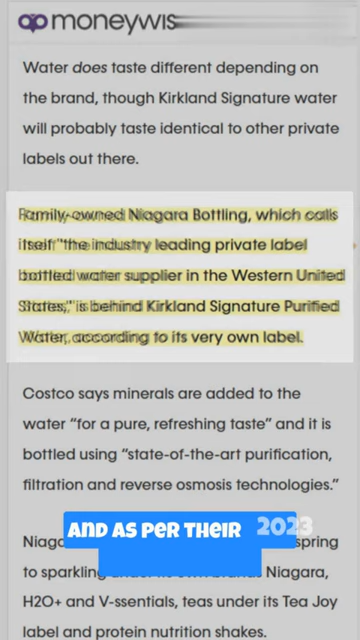 moneywis
Water does taste different depending on
the brand, though Kirkland Signature water
will probably taste identical to other private
labels out there.
Family-owned Niagara Bottling, which calls
itself "the industry leading private label
bottled water supplier in the Western United
States," is behind Kirkland Signature Purified
Water, according to its very own label.
Costco says minerals are added to the
water “for a pure, refreshing taste” and it is
bottled using “state-of-the-art purification,
filtration and reverse osmosis technologies.”
AND AS PER THEIR 2023
spring
to sparkling
Niagara,
H2O+ and V-ssentials, teas under its Tea Joy
label and protein nutrition shakes.